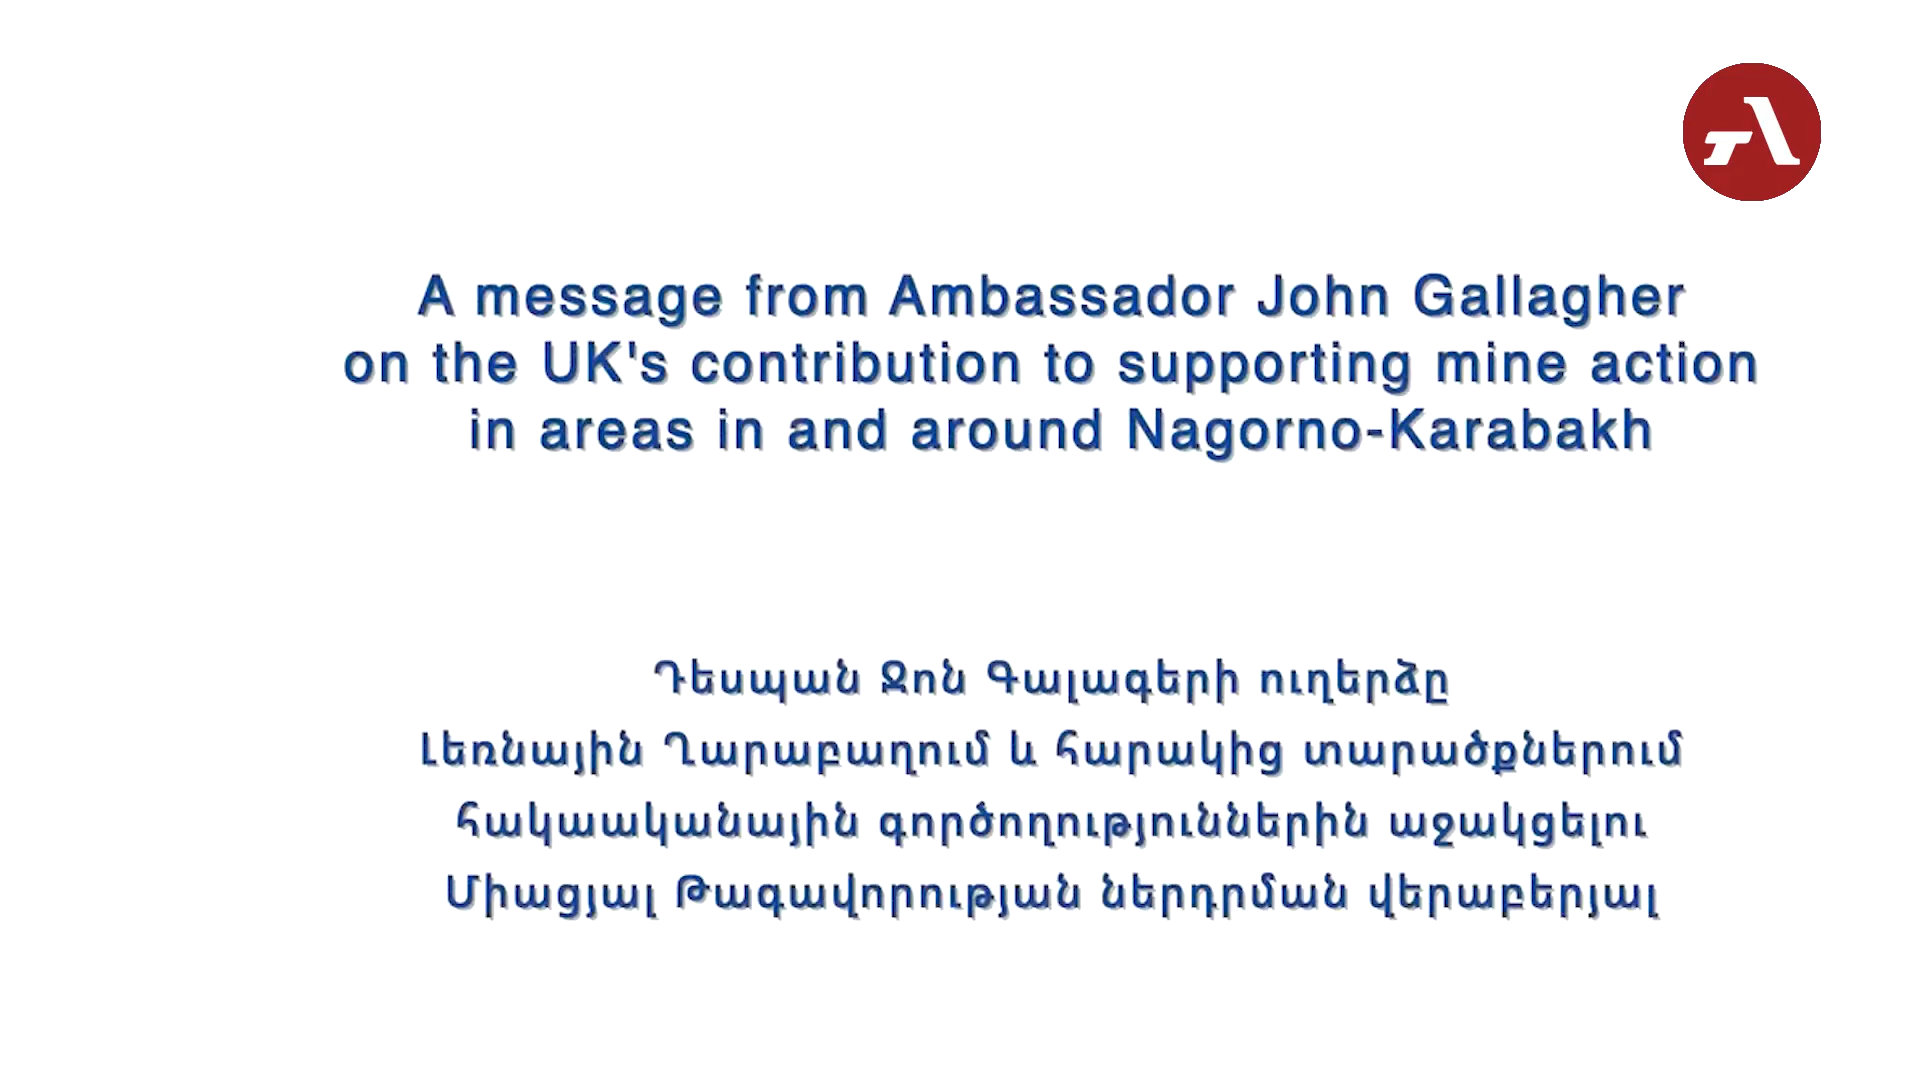 A message from Ambassador John Gallagher
on the UK's contribution to supporting mine action
in areas in and around Nagorno-Karabakh
Դեսպան Ջոն Գալագերի ուղերձը
Լեռնային Ղարաբաղում և հարակից տարածքներում
հակաականային գործողություններին աջակցելու
Միացյալ Թագավորության ներդրման վերաբերյալ